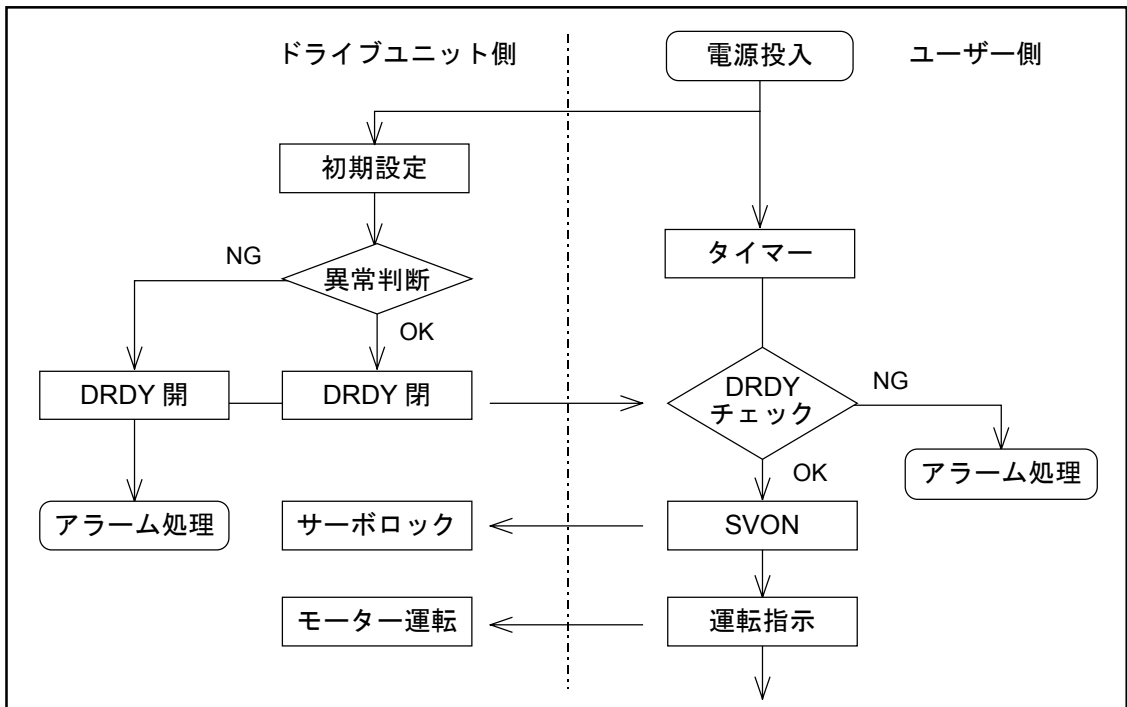 ドライブユニット側
電源投入
ユーザー側
初期設定
タイマー
NG
異常判断
OK
DRDY 開
DRDY 閉
DRDY
チェック
NG
OK
アラーム処理
アラーム処理
サーボロック
SVON
モーター運転
運転指示